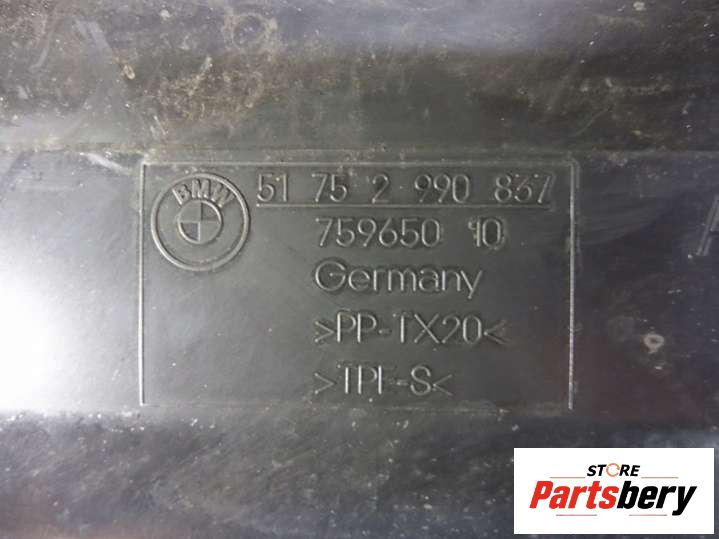 BMW
51 75 2 990 837
759650 10
Germany
>PP-TX20<
>TPE-S<
STORE
Partsbery